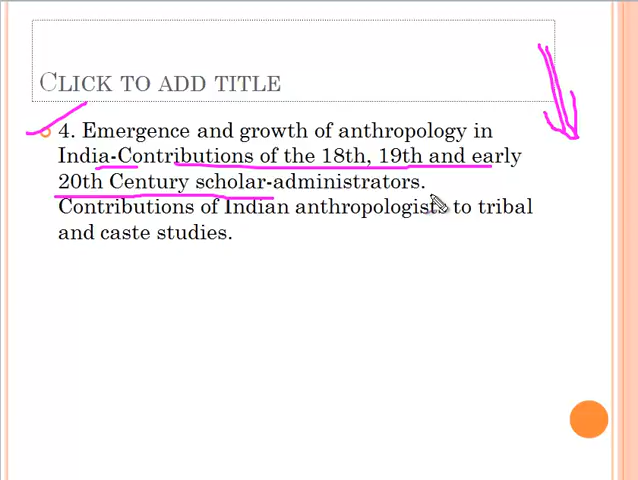 CLICK TO ADD TITLE
4. Emergence and growth of anthropology in
India-Contributions of the 18th, 19th and early
20th Century scholar-administrators.
Contributions of Indian anthropologists to tribal
and caste studies.